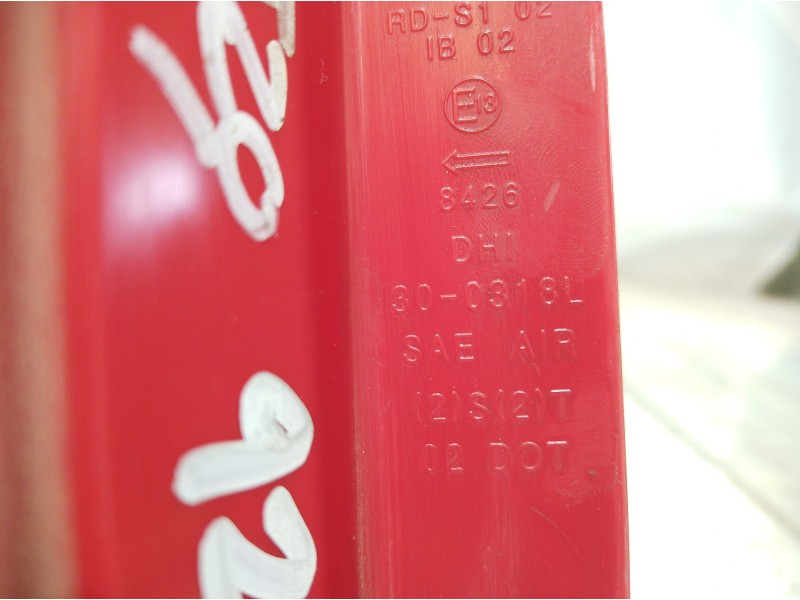 RD-S1 02
IB 02
E13
8426
DHI
30-0318L
SAE AIR
(2)S(2)T
02 DOT